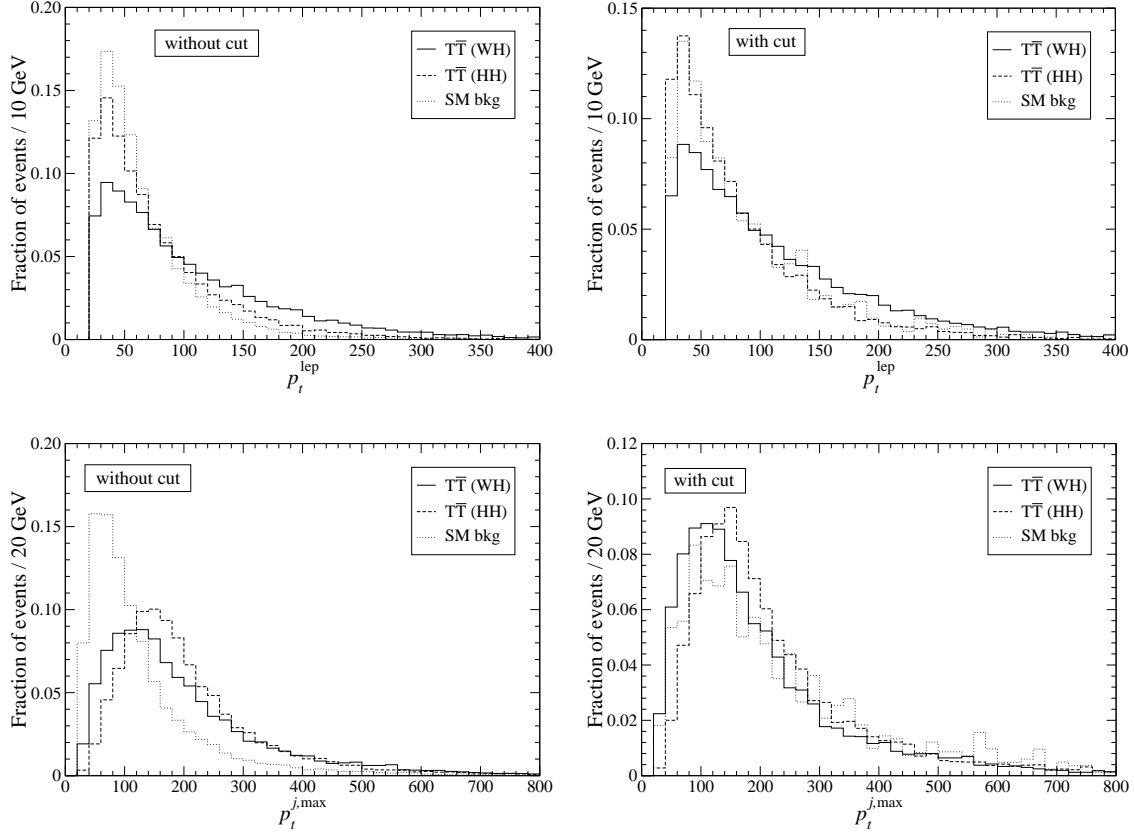 without cut
TT̅ (WH)
TT̅ (HH)
SM bkg
Fraction of events / 10 GeV
0.20
0.15
0.10
0.05
0
0 50 100 150 200 250 300 350 400
p_t^lep
with cut
TT̅ (WH)
TT̅ (HH)
SM bkg
Fraction of events / 10 GeV
0.15
0.10
0.05
0
0 50 100 150 200 250 300 350 400
p_t^lep
without cut
TT̅ (WH)
TT̅ (HH)
SM bkg
Fraction of events / 20 GeV
0.20
0.15
0.10
0.05
0
0 100 200 300 400 500 600 700 800
p_t^j,max
with cut
TT̅ (WH)
TT̅ (HH)
SM bkg
Fraction of events / 20 GeV
0.12
0.10
0.08
0.06
0.04
0.02
0
0 100 200 300 400 500 600 700 800
p_t^j,max